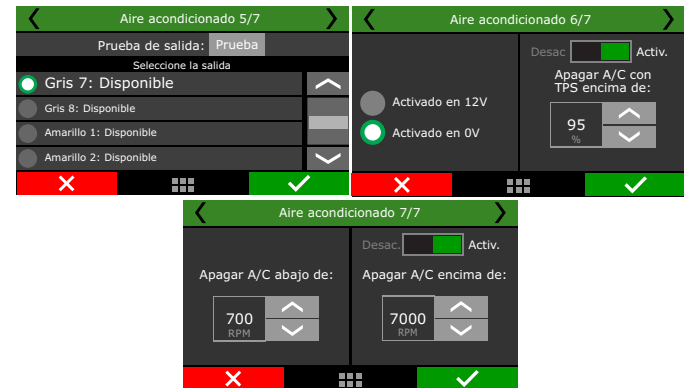 Aire acondicionado 5/7
Prueba de salida: Prueba
Seleccione la salida
Gris 7: Disponible
Gris 8: Disponible
Amarillo 1: Disponible
Amarillo 2: Disponible
Aire acondicionado 6/7
Activado en 12V
Activado en 0V
Desac Activ.
Apagar A/C con
TPS encima de:
95
%
Aire acondicionado 7/7
Apagar A/C abajo de:
700
RPM
Desac. Activ.
Apagar A/C encima de:
7000
RPM